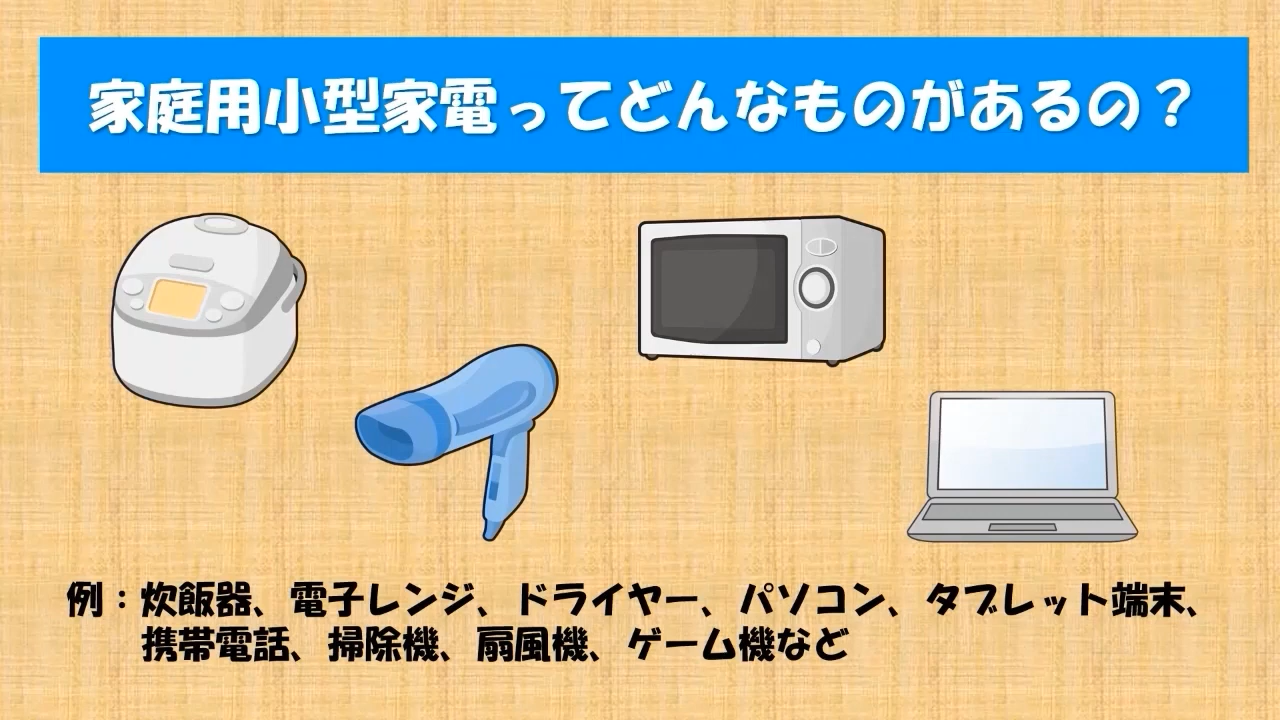 家庭用小型家電ってどんなものがあるの？
例：炊飯器、電子レンジ、ドライヤー、パソコン、タブレット端末、
携帯電話、掃除機、扇風機、ゲーム機など